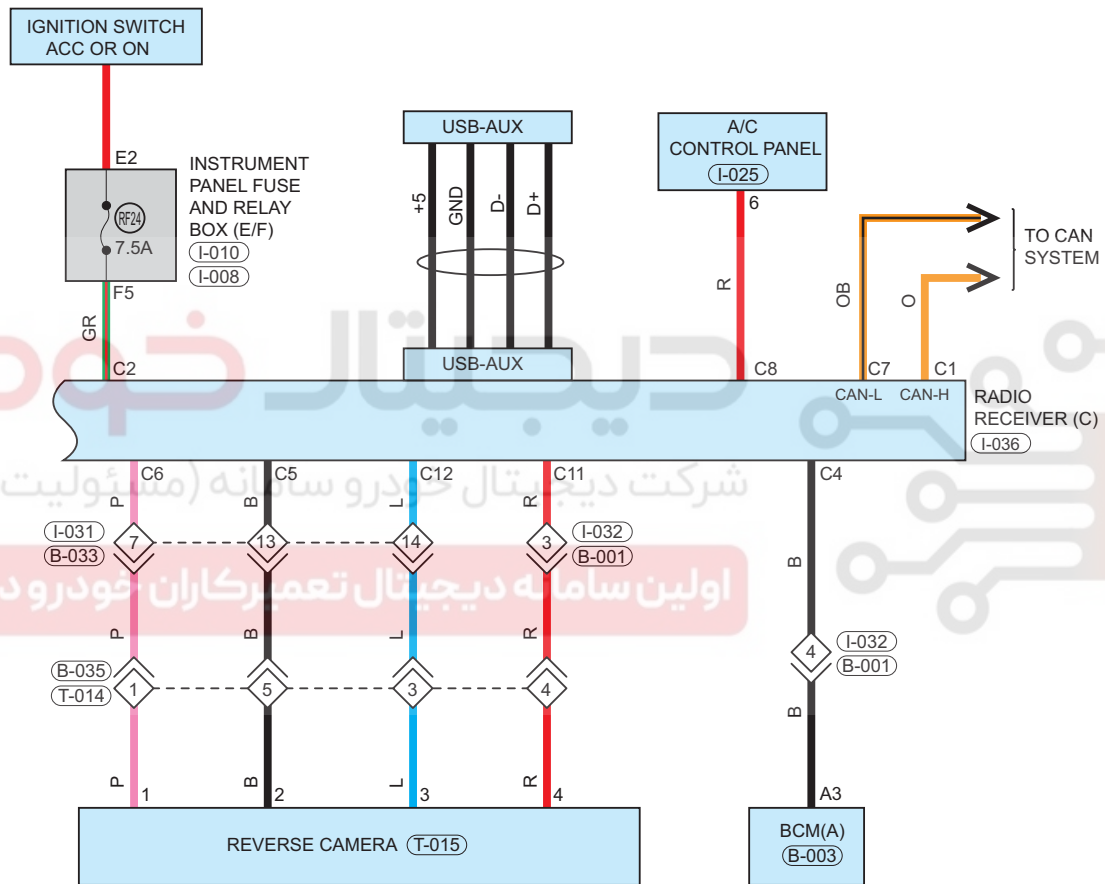 IGNITION SWITCH
ACC OR ON
E2
INSTRUMENT
PANEL FUSE
AND RELAY
BOX (E/F)
I-010
I-008
RF24
7.5A
F5
GR
C2
USB-AUX
+5
GND
D-
D+
USB-AUX
A/C
CONTROL PANEL
I-025
6
R
C8
OB
O
TO CAN
SYSTEM
C7
C1
CAN-L
CAN-H
RADIO
RECEIVER (C)
I-036
دیجیتال خودرو
شرکت دیجیتال خودرو سامانه (مسئولیت
اولین سامانه دیجیتال تعمیرکاران خودرو در
C6
C5
C12
C11
C4
P
B
L
R
I-031
B-033
7
13
14
3
I-032
B-001
B
P
B
L
R
4
I-032
B-001
B-035
T-014
1
5
3
4
B
P
B
L
R
1
2
3
4
A3
REVERSE CAMERA
T-015
BCM(A)
B-003